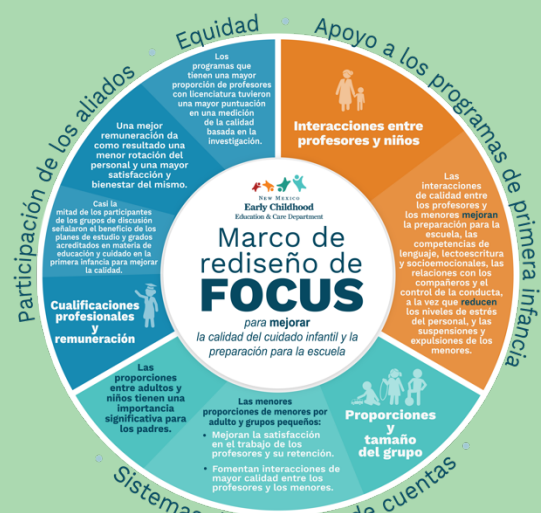 Equidad
Apoyo a los programas de primera infancia
Participación de los aliados
Sistemas
de cuentas
Los
programas que
tienen una mayor
proporción de profesores
con licenciatura tuvieron
una mayor puntuación
en una medición
de la calidad
basada en la
investigación.
Una mejor
remuneración da
como resultado una
menor rotación del
personal y una mayor
satisfacción y
bienestar del mismo.
Casi la
mitad de los participantes
de los grupos de discusión
señalaron el beneficio de los
planes de estudio y grados
acreditados en materia de
educación y cuidado en la
primera infancia para mejorar
la calidad.
Cualificaciones
profesionales
y
remuneración
Interacciones entre
profesores y niños
Las
interacciones
de calidad entre
los profesores y
los menores mejoran
la preparación para la
escuela, las
competencias de
lenguaje, lectoescritura
y socioemocionales, las
relaciones con los
compañeros y el
control de la conducta,
a la vez que reducen
los niveles de estrés
del personal, y las
suspensiones y
expulsiones de los
menores.
NEW MEXICO
Early Childhood
Education & Care Department
Marco de
rediseño de
FOCUS
para mejorar
la calidad del cuidado infantil y la
preparación para la escuela
Las
proporciones
entre adultos y
niños tienen una
importancia
significativa para
los padres.
Las menores
proporciones de menores por
adulto y grupos pequeños:
• Mejoran la satisfacción
en el trabajo de los
profesores y su retención.
• Fomentan interacciones de
mayor calidad entre los
profesores y los menores.
Proporciones
y
tamaño
del grupo